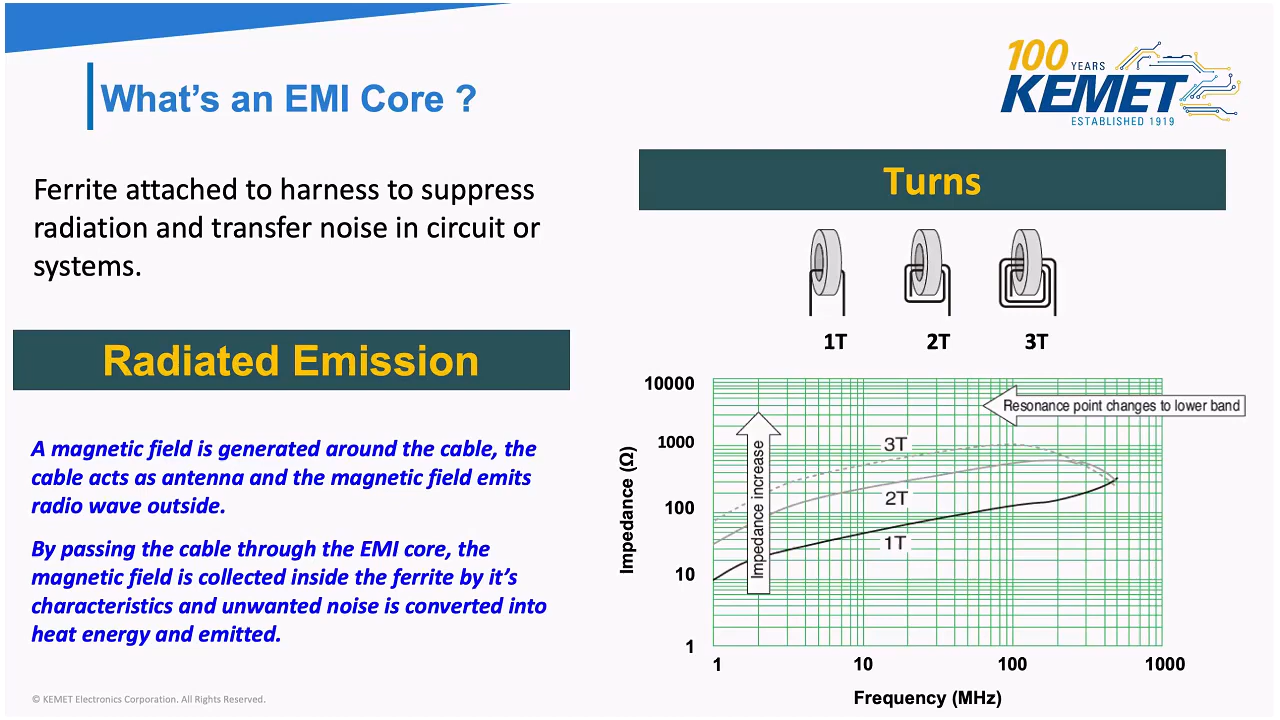 What's an EMI Core ?
100 YEARS
KEMET
ESTABLISHED 1919
Ferrite attached to harness to suppress
radiation and transfer noise in circuit or
systems.
Radiated Emission
A magnetic field is generated around the cable, the
cable acts as antenna and the magnetic field emits
radio wave outside.
By passing the cable through the EMI core, the
magnetic field is collected inside the ferrite by it's
characteristics and unwanted noise is converted into
heat energy and emitted.
Turns
1T 2T 3T
10000
1000
100
10
1
Impedance (Ω)
Impedance increase
Resonance point changes to lower band
3T
2T
1T
1 10 100 1000
Frequency (MHz)
© KEMET Electronics Corporation. All Rights Reserved.